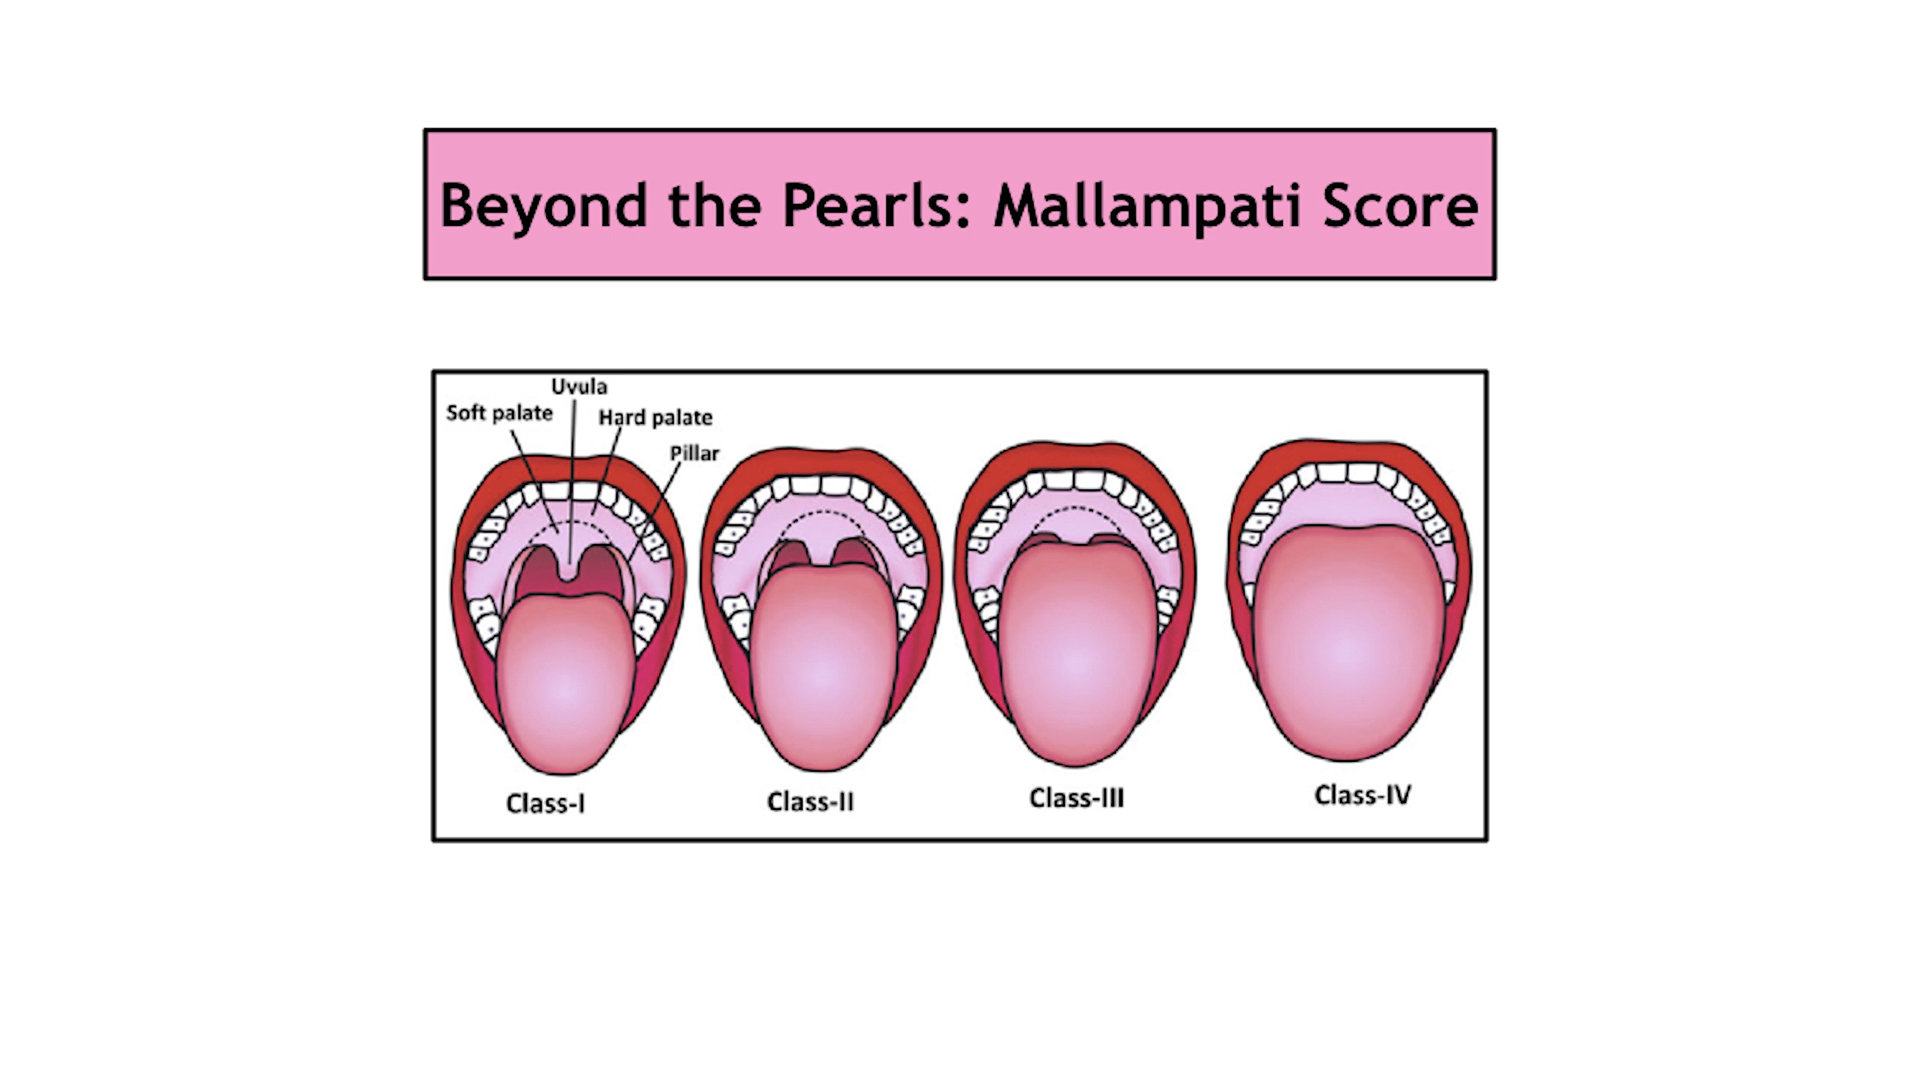 Beyond the Pearls: Mallampati Score
Uvula
Soft palate
Hard palate
Pillar
Class-I
Class-II
Class-III
Class-IV